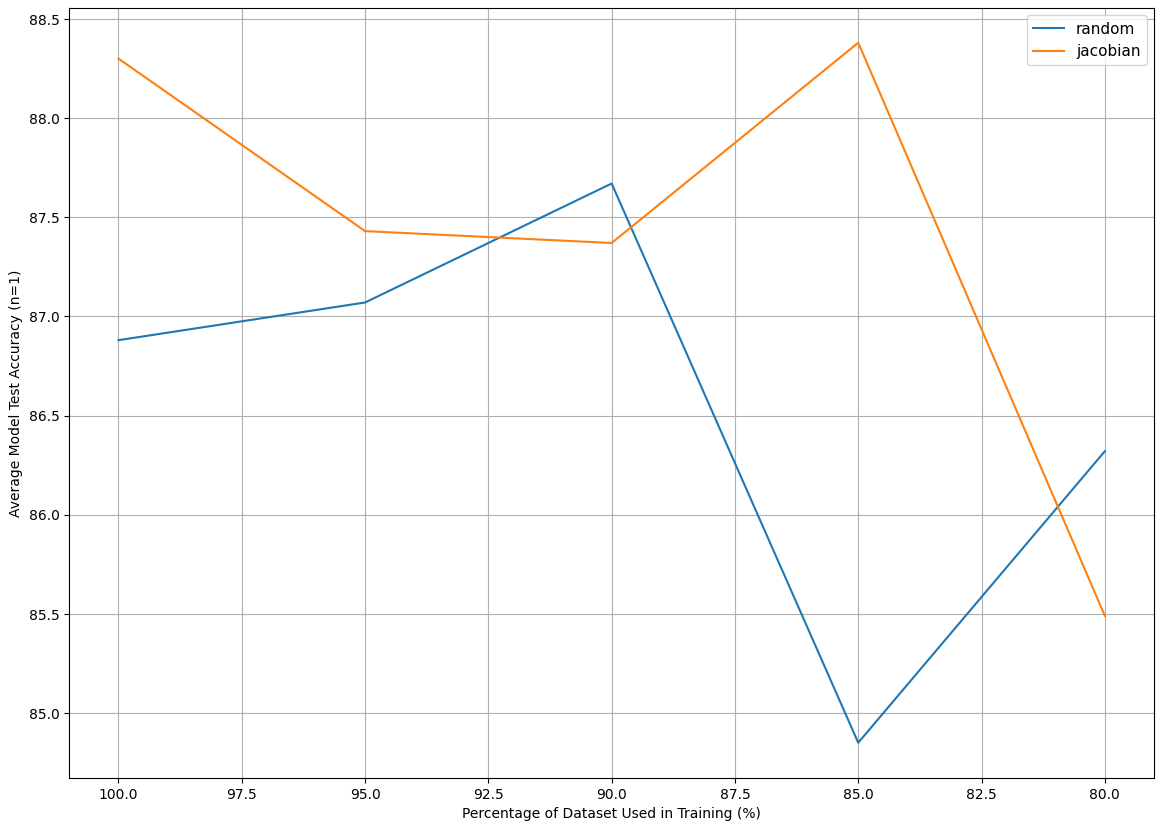 88.5
88.0
87.5
87.0
86.5
86.0
85.5
85.0
Average Model Test Accuracy (n=1)
random
jacobian
100.0 97.5 95.0 92.5 90.0 87.5 85.0 82.5 80.0
Percentage of Dataset Used in Training (%)